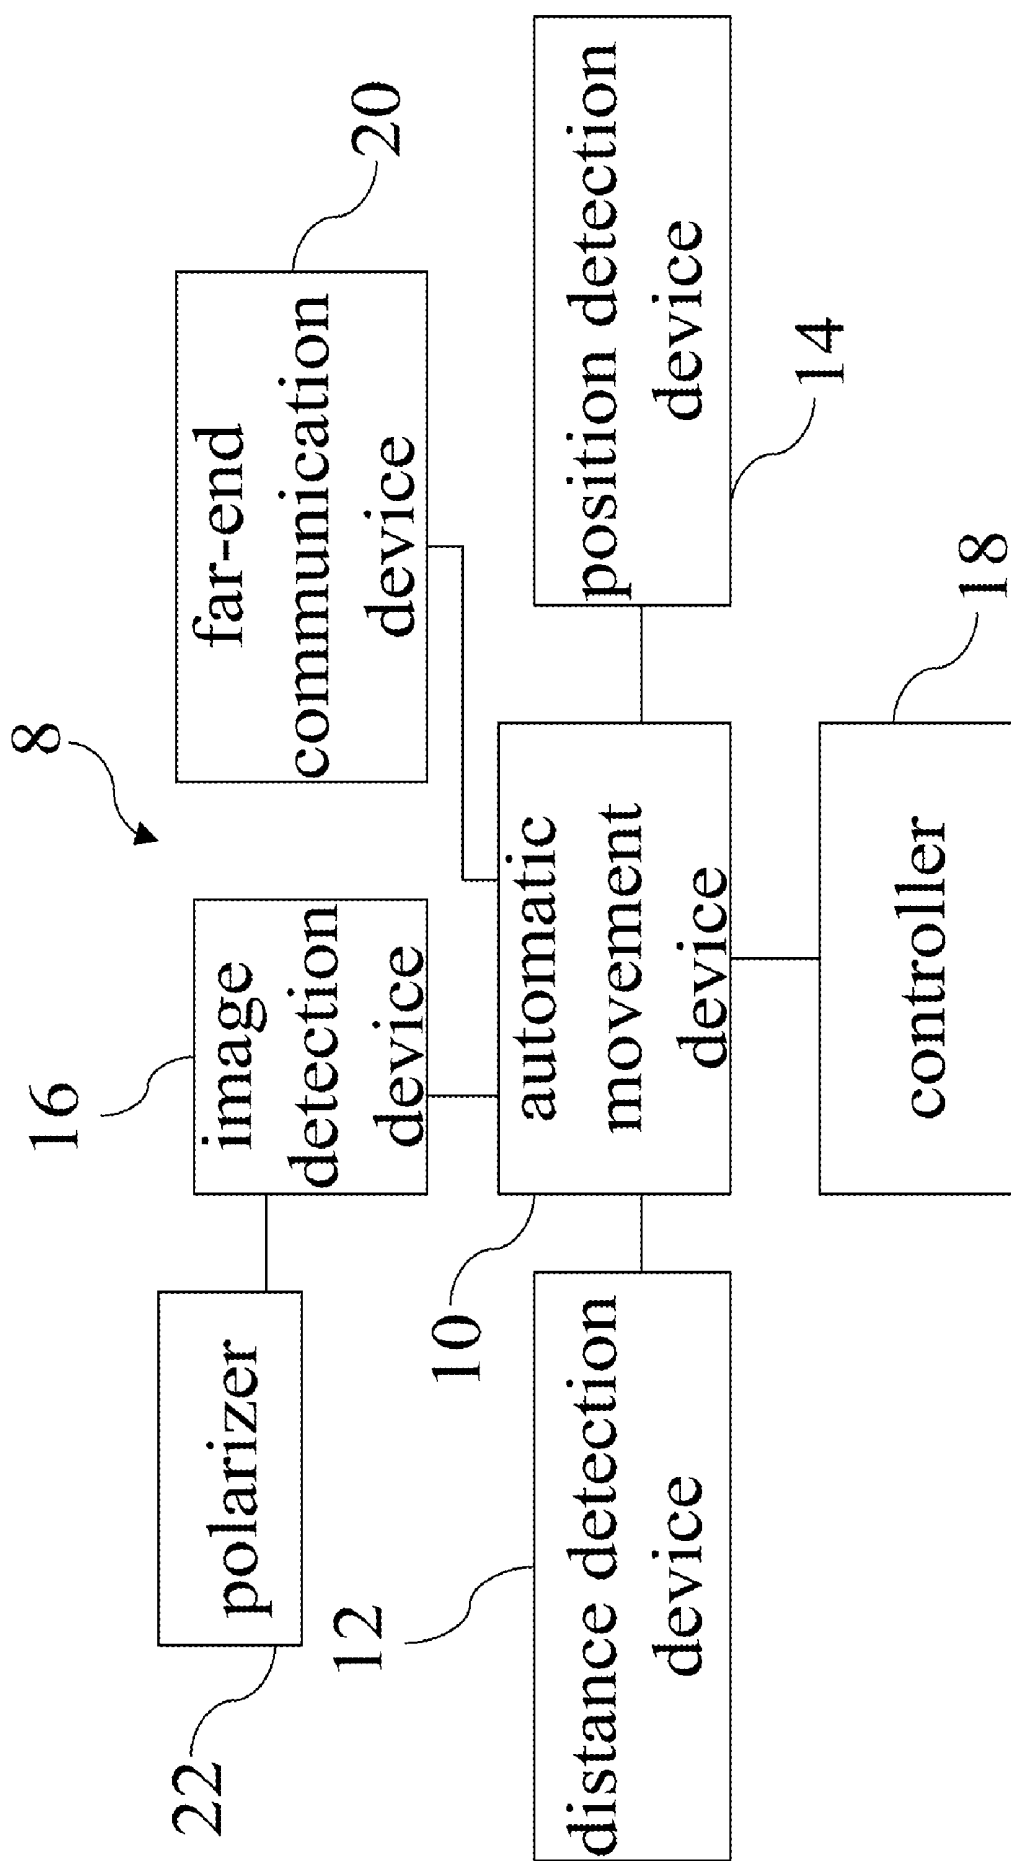 8
16
22
polarizer
image
detection
device
far-end
communication
device
20
12
10
distance detection
device
automatic
movement
device
position detection
device
14
controller
18